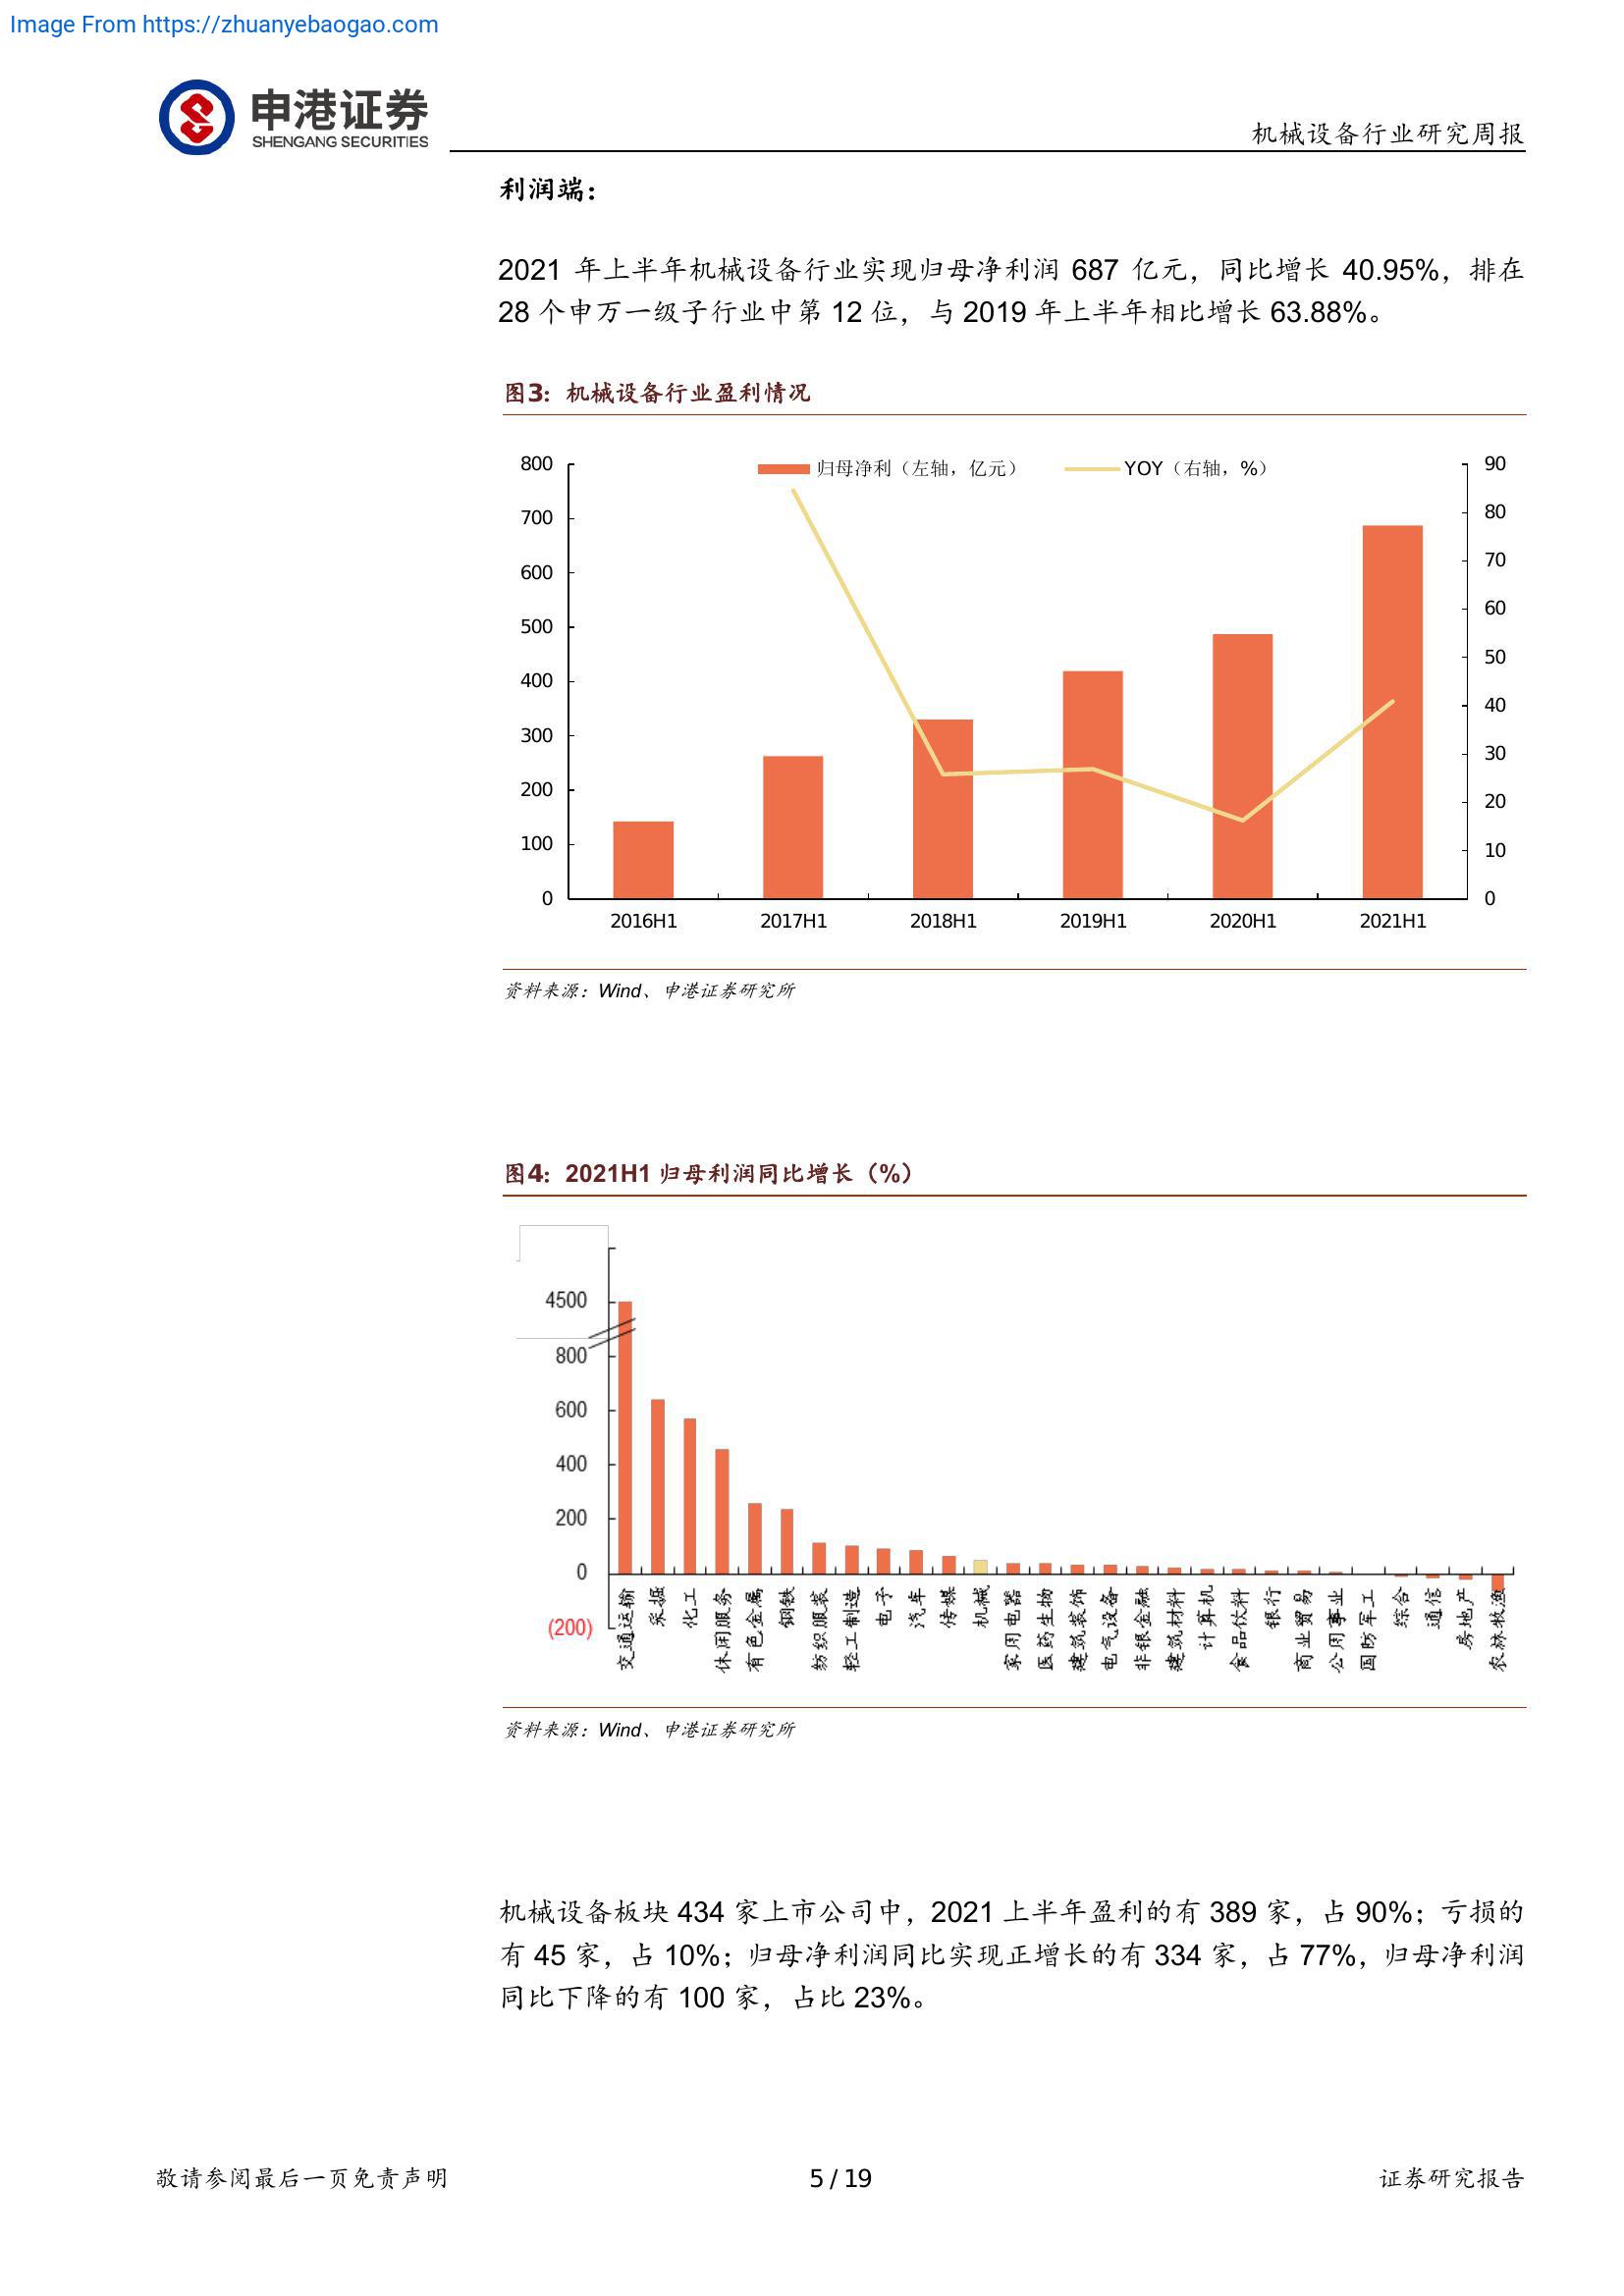 Image From https://zhuanyebaogao.com
申港证券
SHENGANG SECURITIES
机械设备行业研究周报
利润端：
2021 年上半年机械设备行业实现归母净利润 687 亿元，同比增长 40.95%，排在
28 个申万一级子行业中第 12 位，与 2019 年上半年相比增长 63.88%。
图3：机械设备行业盈利情况
归母净利（左轴，亿元）
YOY（右轴，%）
800
700
600
500
400
300
200
100
0
90
80
70
60
50
40
30
20
10
0
2016H1 2017H1 2018H1 2019H1 2020H1 2021H1
资料来源：Wind、申港证券研究所
图4：2021H1 归母利润同比增长（%）
4500
800
600
400
200
0
(200)
交通运输
采掘
化工
休闲服务
有色金属
钢铁
纺织服装
轻工制造
电子
汽车
传媒
机械
家用电器
医药生物
建筑装饰
电气设备
非银金融
建筑材料
计算机
食品饮料
银行
商业贸易
公用事业
国防军工
综合
通信
房地产
农林牧渔
资料来源：Wind、申港证券研究所
机械设备板块 434 家上市公司中，2021 上半年盈利的有 389 家，占 90%；亏损的
有 45 家，占 10%；归母净利润同比实现正增长的有 334 家，占 77%，归母净利润
同比下降的有 100 家，占比 23%。
敬请参阅最后一页免责声明
5 / 19
证券研究报告